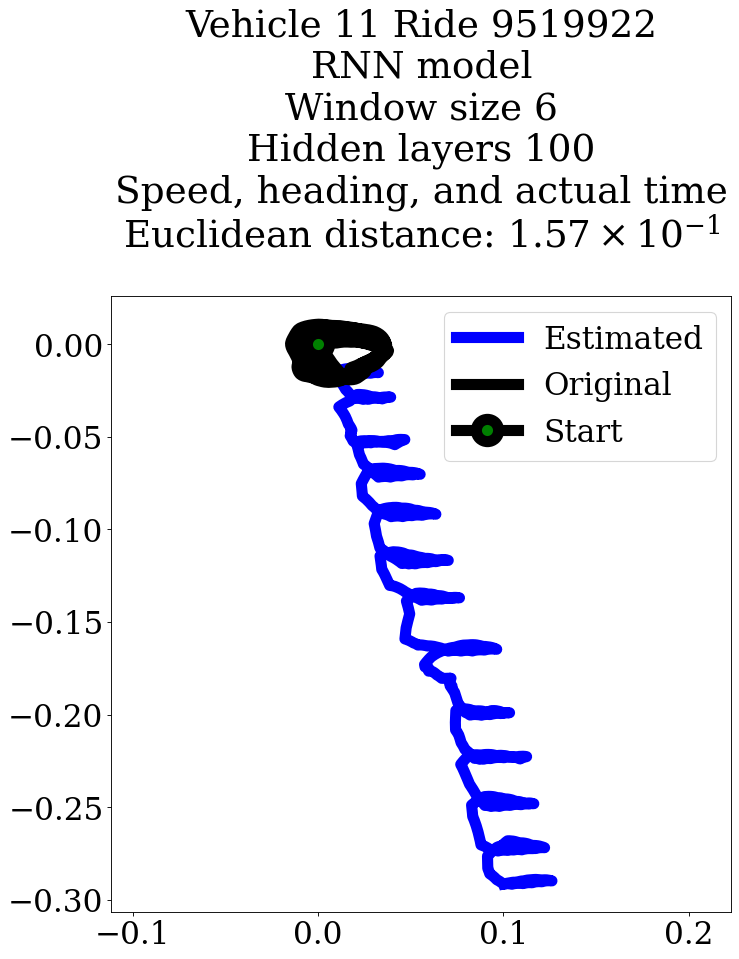 Vehicle 11 Ride 9519922
RNN model
Window size 6
Hidden layers 100
Speed, heading, and actual time
Euclidean distance: 1.57 × 10⁻¹
Estimated
Original
Start
0.00
−0.05
−0.10
−0.15
−0.20
−0.25
−0.30
−0.1 0.0 0.1 0.2